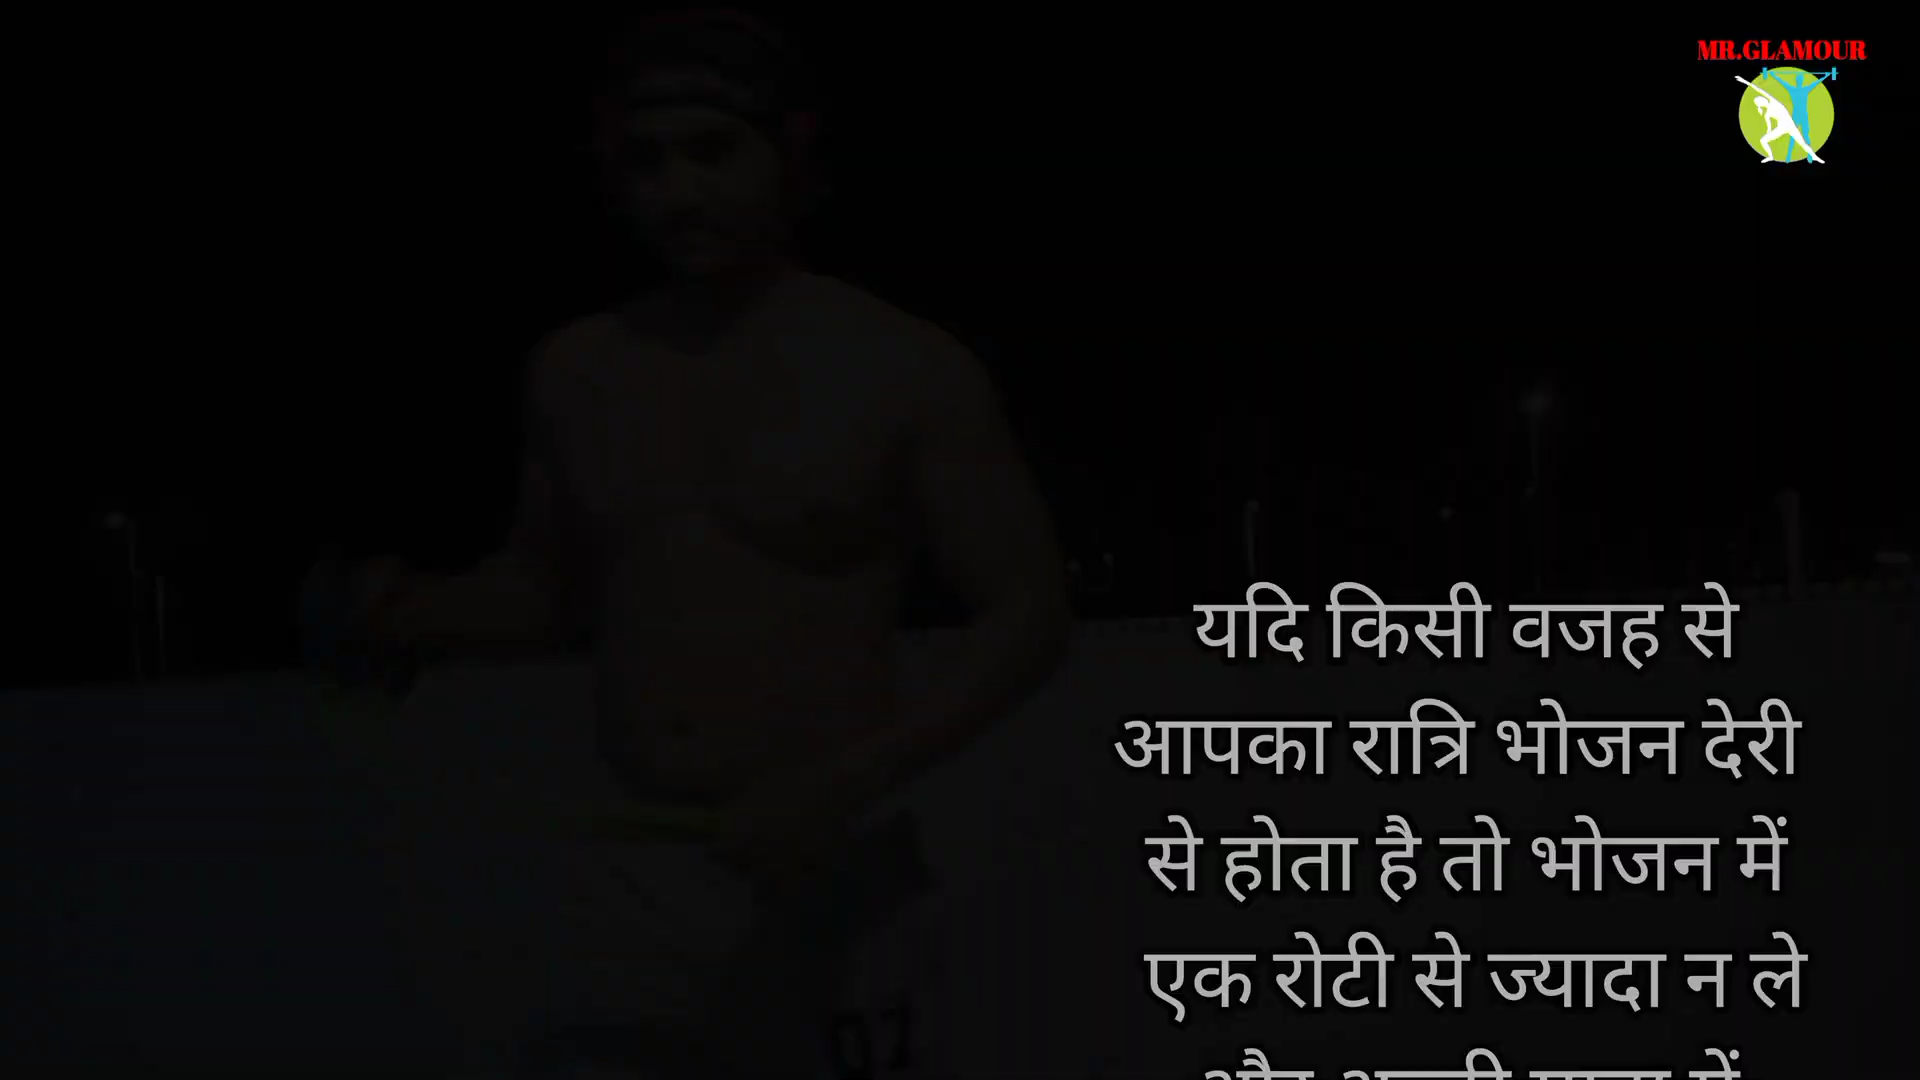 MR.GLAMOUR
यदि किसी वजह से
आपका रात्रि भोजन देरी
से होता है तो भोजन में
एक रोटी से ज्यादा न ले